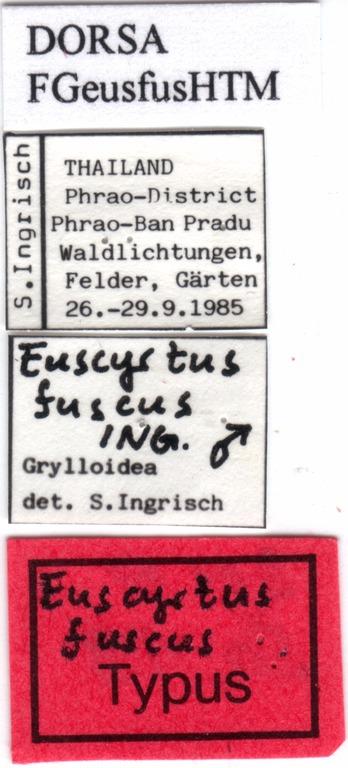 DORSA
FGeusfusHTM
S.Ingrisch
THAILAND
Phrao-District
Phrao-Ban Pradu
Waldlichtungen,
Felder, Gärten
26.-29.9.1985
Euscyrtus
fuscus
ING. ♂
Grylloidea
det. S.Ingrisch
Euscyrtus
fuscus
Typus